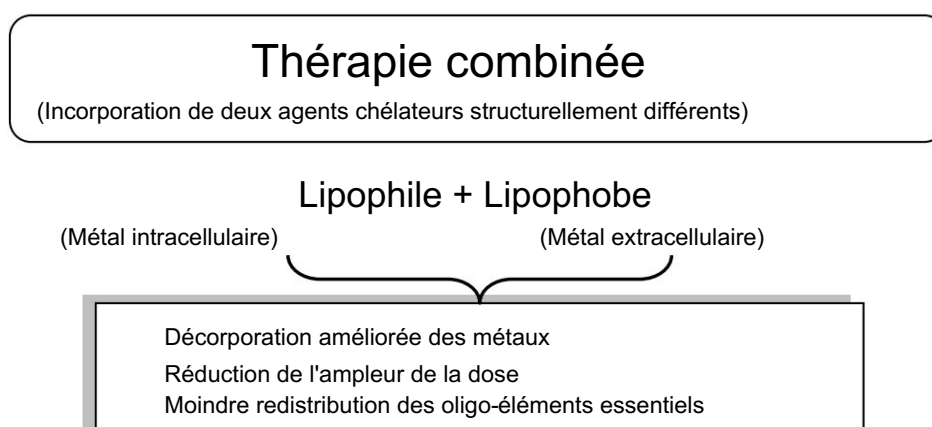 Thérapie combinée
(Incorporation de deux agents chélateurs structurellement différents)
Lipophile + Lipophobe
(Métal intracellulaire) (Métal extracellulaire)
Décorporation améliorée des métaux
Réduction de l'ampleur de la dose
Moindre redistribution des oligo-éléments essentiels